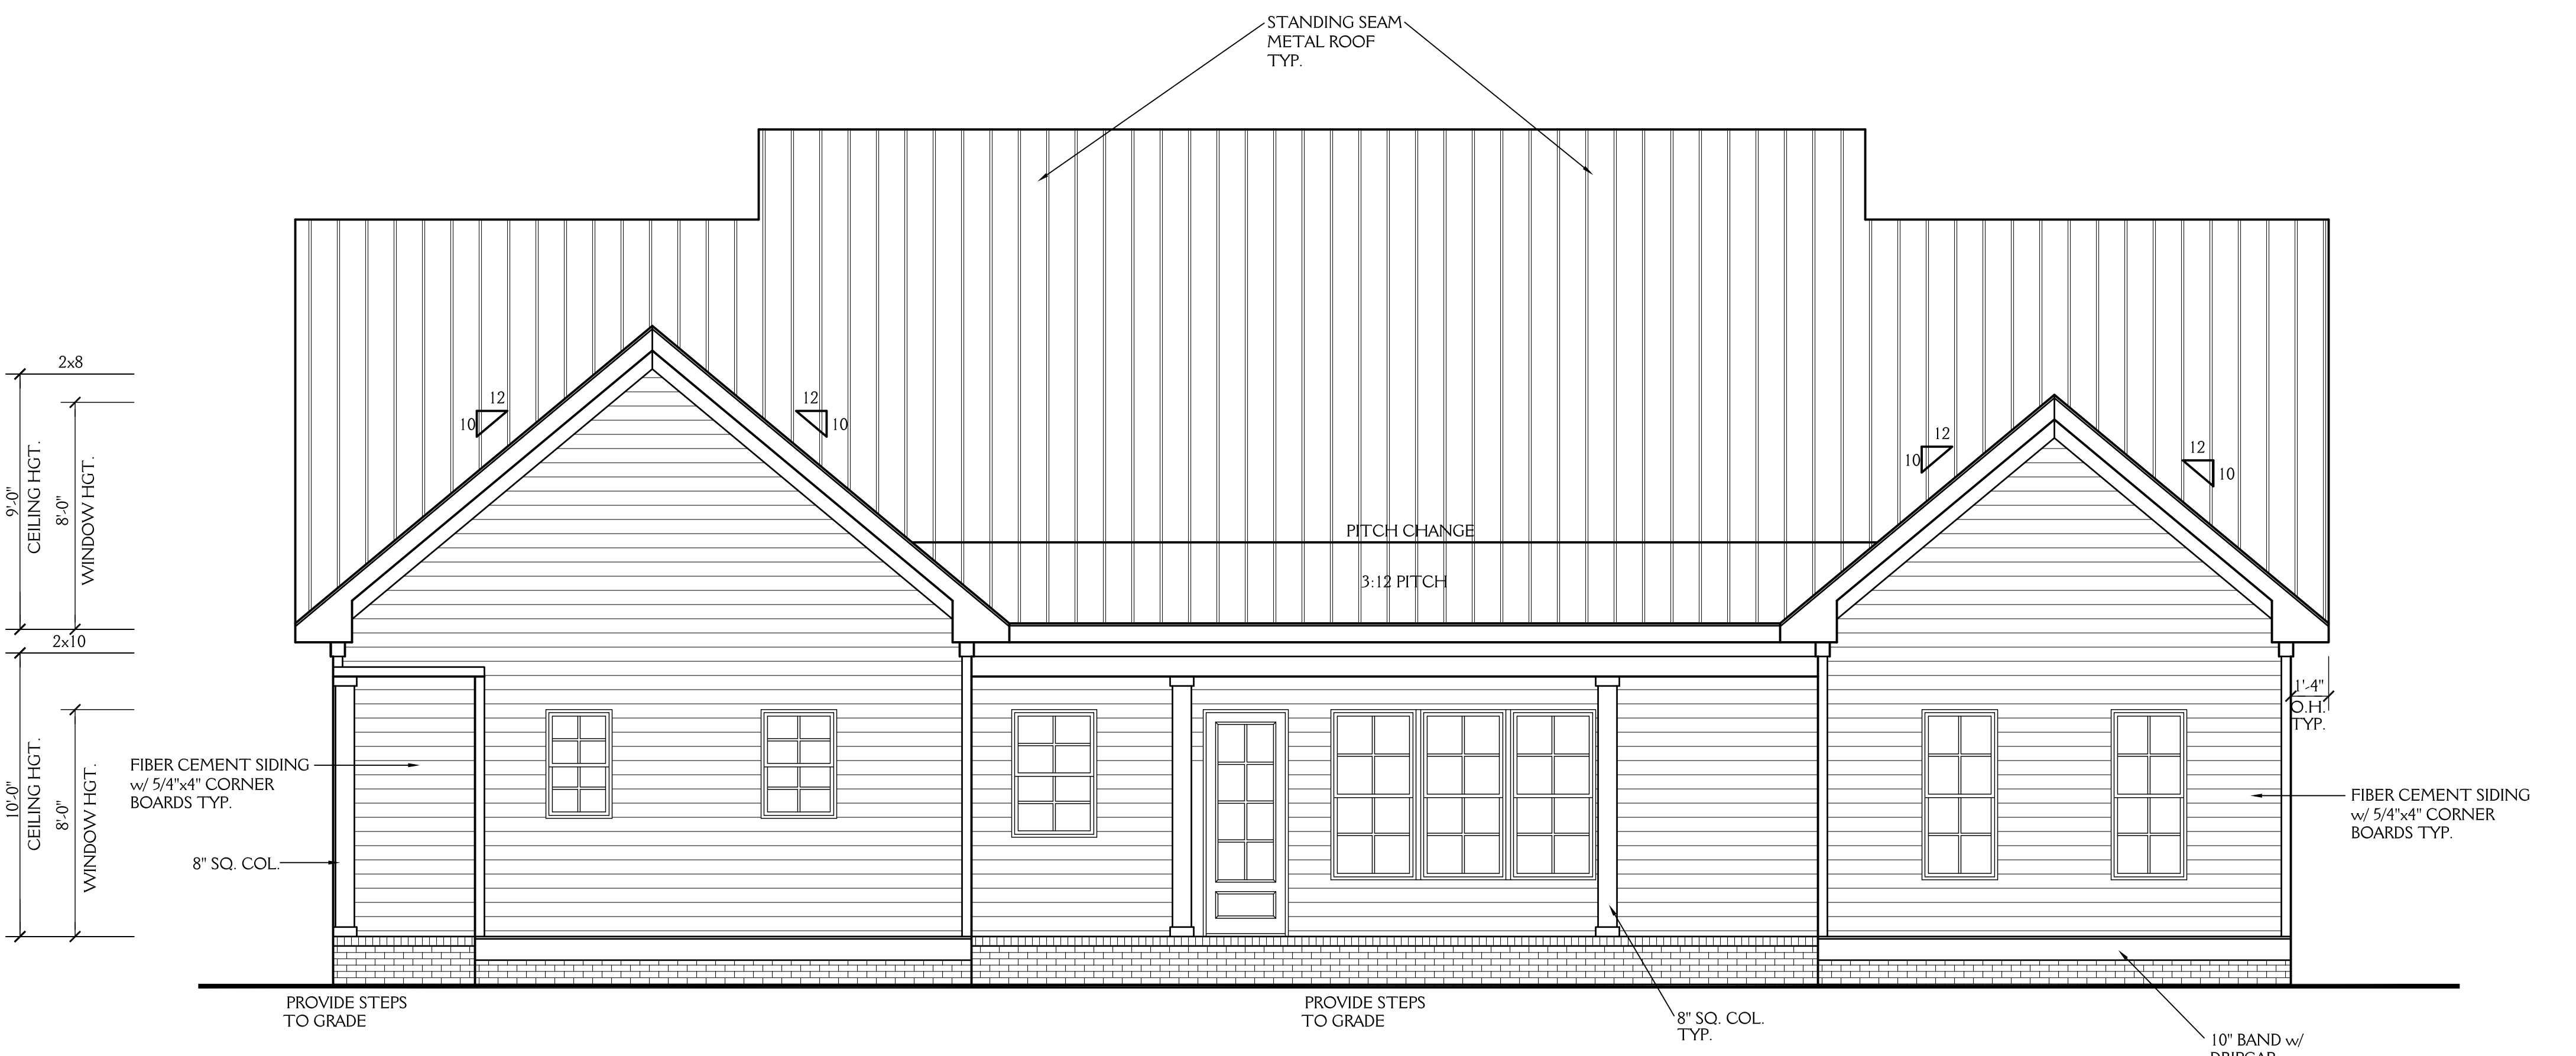 STANDING SEAM
METAL ROOF
TYP.
2x8
9'-0"
CEILING HGT.
8'-0"
WINDOW HGT.
2x10
10'-0"
CEILING HGT.
8'-0"
WINDOW HGT.
12
10
12
10
12
10
12
10
PITCH CHANGE
3:12 PITCH
1'-4"
O.H.
TYP.
FIBER CEMENT SIDING
w/ 5/4"x4" CORNER
BOARDS TYP.
8" SQ. COL.
FIBER CEMENT SIDING
w/ 5/4"x4" CORNER
BOARDS TYP.
PROVIDE STEPS
TO GRADE
PROVIDE STEPS
TO GRADE
8" SQ. COL.
TYP.
10" BAND w/
DRIPCAP